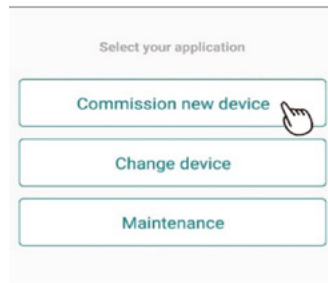 Select your application
Commission new device
Change device
Maintenance